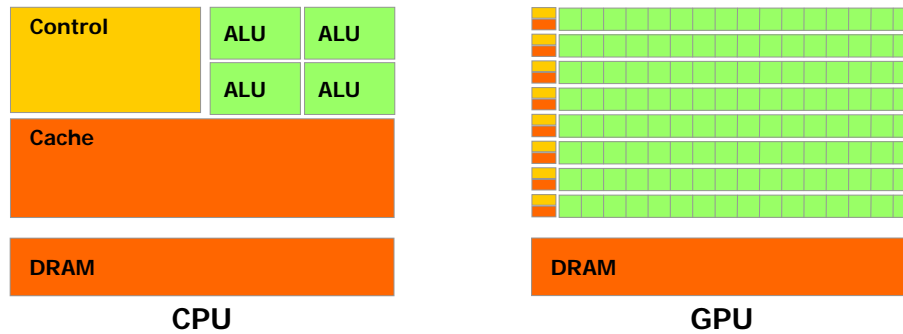 Control
ALU
ALU
ALU
ALU
Cache
DRAM
DRAM
CPU
GPU